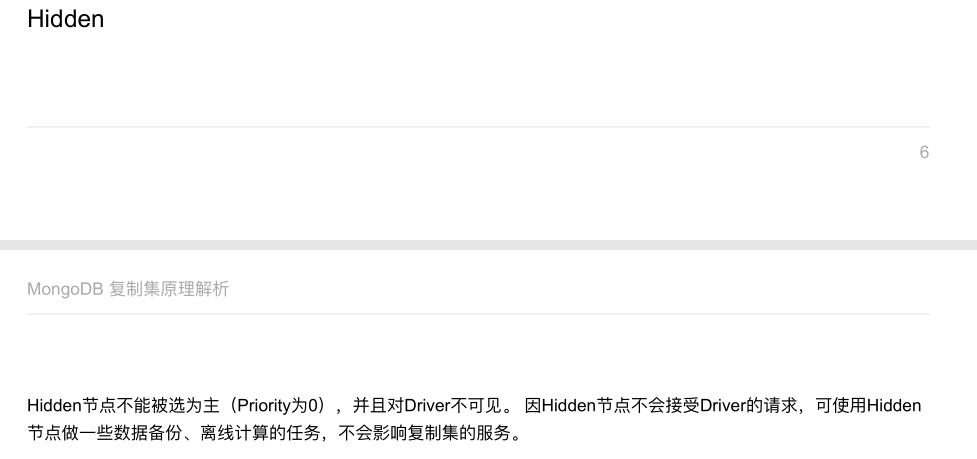 Hidden
6
MongoDB 复制集原理解析
Hidden节点不能被选为主（Priority为0），并且对Driver不可见。 因Hidden节点不会接受Driver的请求，可使用Hidden
节点做一些数据备份、离线计算的任务，不会影响复制集的服务。